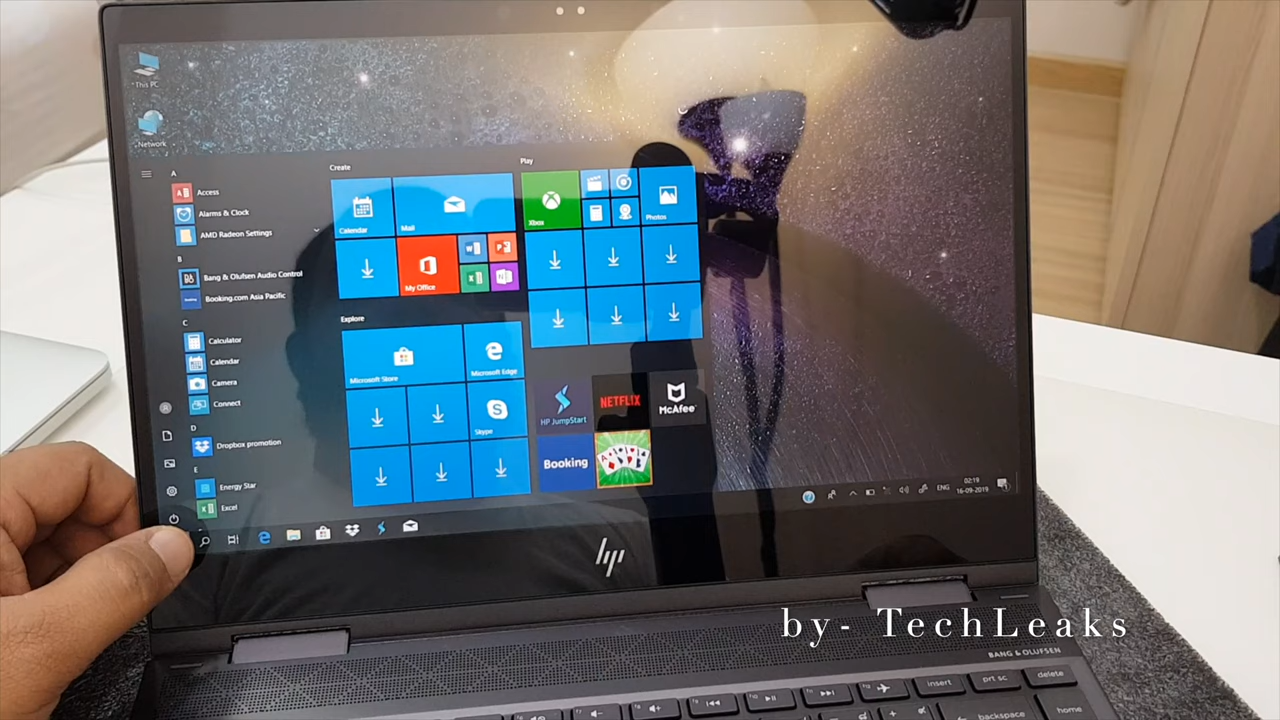 This PC
Network
A
Access
Alarms & Clock
AMD Radeon Settings
B
Bang & Olufsen Audio Control
Booking.com Asia Pacific
C
Calculator
Calendar
Camera
Connect
D
Dropbox promotion
E
Energy Star
Excel
Create
Calendar
Mail
My Office
Explore
Microsoft Store
Microsoft Edge
Skype
Play
Xbox
Photos
HP JumpStart
NETFLIX
McAfee
Booking
ENG
02:19
16-09-2019
hp
by- TechLeaks
BANG & OLUFSEN
insert
prt sc
delete
backspace
home